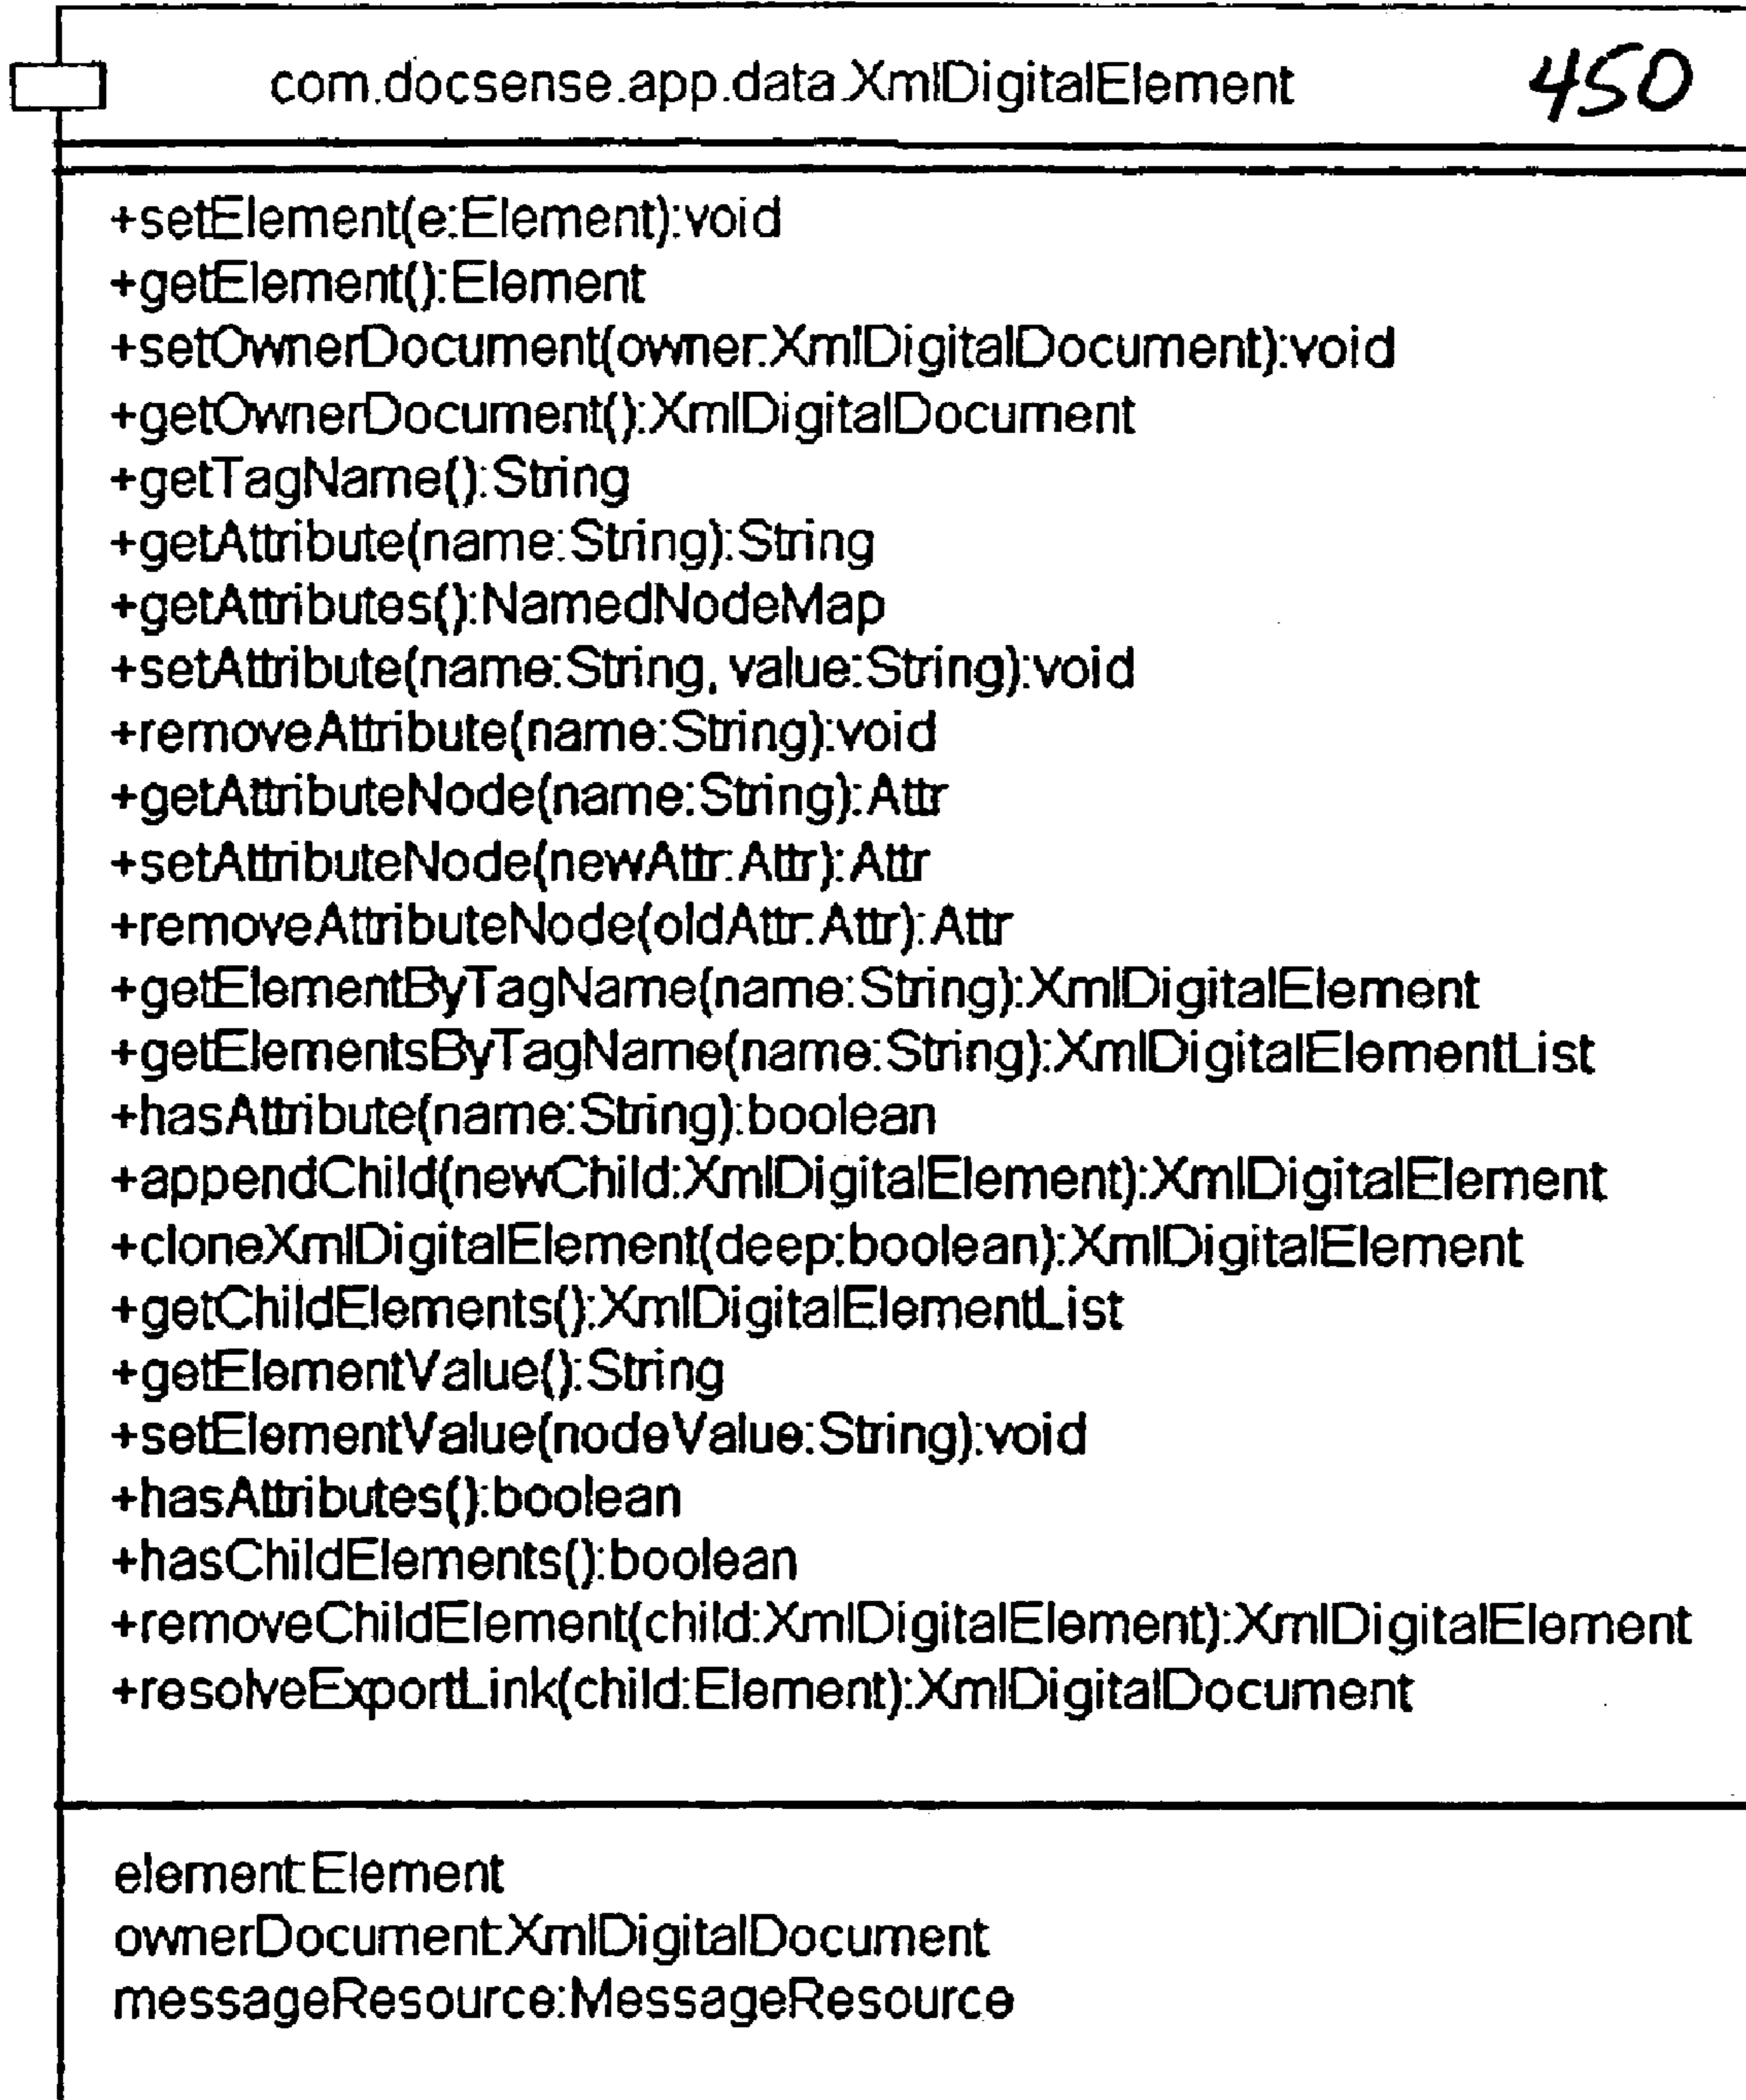 com.docsense.app.data.XmlDigitalElement 450
+setElement(e:Element):void
+getElement():Element
+setOwnerDocument(owner:XmlDigitalDocument):void
+getOwnerDocument():XmlDigitalDocument
+getTagName():String
+getAttribute(name:String):String
+getAttributes():NamedNodeMap
+setAttribute(name:String, value:String):void
+removeAttribute(name:String):void
+getAttributeNode(name:String):Attr
+setAttributeNode(newAttr:Attr):Attr
+removeAttributeNode(oldAttr:Attr):Attr
+getElementByTagName(name:String):XmlDigitalElement
+getElementsByTagName(name:String):XmlDigitalElementList
+hasAttribute(name:String):boolean
+appendChild(newChild:XmlDigitalElement):XmlDigitalElement
+cloneXmlDigitalElement(deep:boolean):XmlDigitalElement
+getChildElements():XmlDigitalElementList
+getElementValue():String
+setElementValue(nodeValue:String):void
+hasAttributes():boolean
+hasChildElements():boolean
+removeChildElement(child:XmlDigitalElement):XmlDigitalElement
+resolveExportLink(child:Element):XmlDigitalDocument
element:Element
ownerDocument:XmlDigitalDocument
messageResource:MessageResource